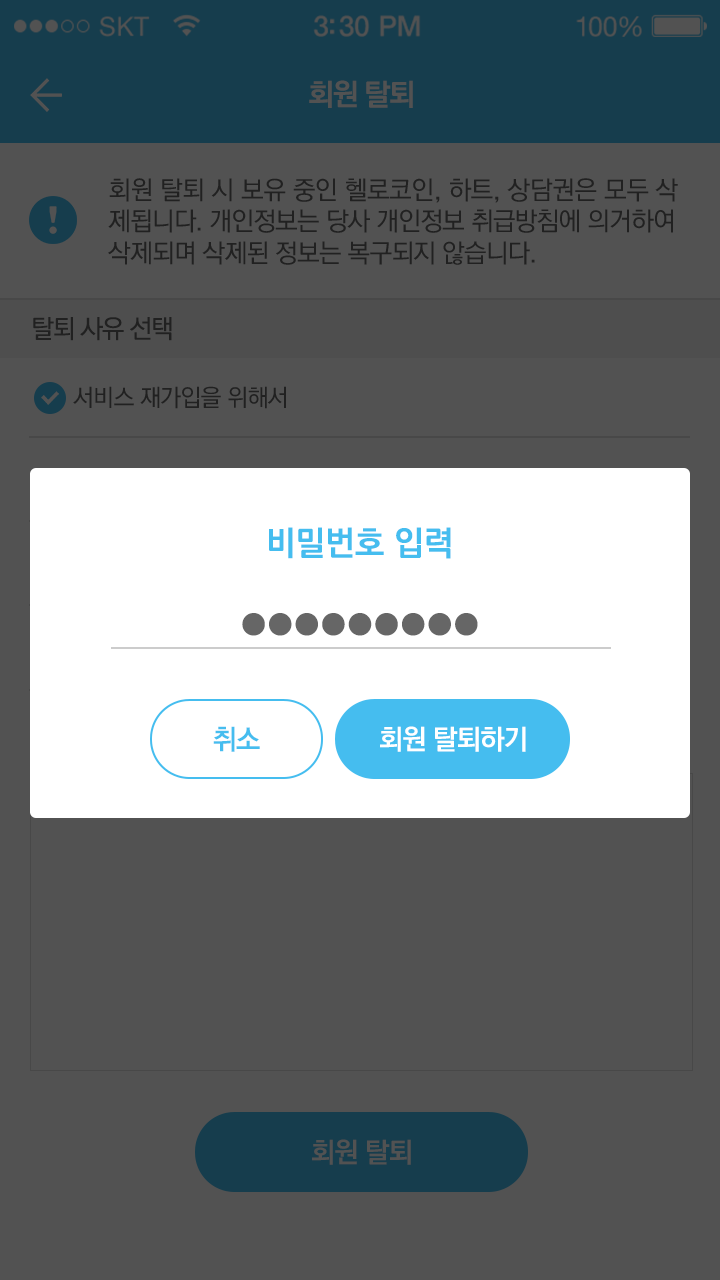 SKT 3:30 PM 100%
회원 탈퇴
회원 탈퇴 시 보유 중인 헬로코인, 하트, 상담권은 모두 삭
제됩니다. 개인정보는 당사 개인정보 취급방침에 의거하여
삭제되며 삭제된 정보는 복구되지 않습니다.
탈퇴 사유 선택
서비스 재가입을 위해서
비밀번호 입력
취소 회원 탈퇴하기
회원 탈퇴